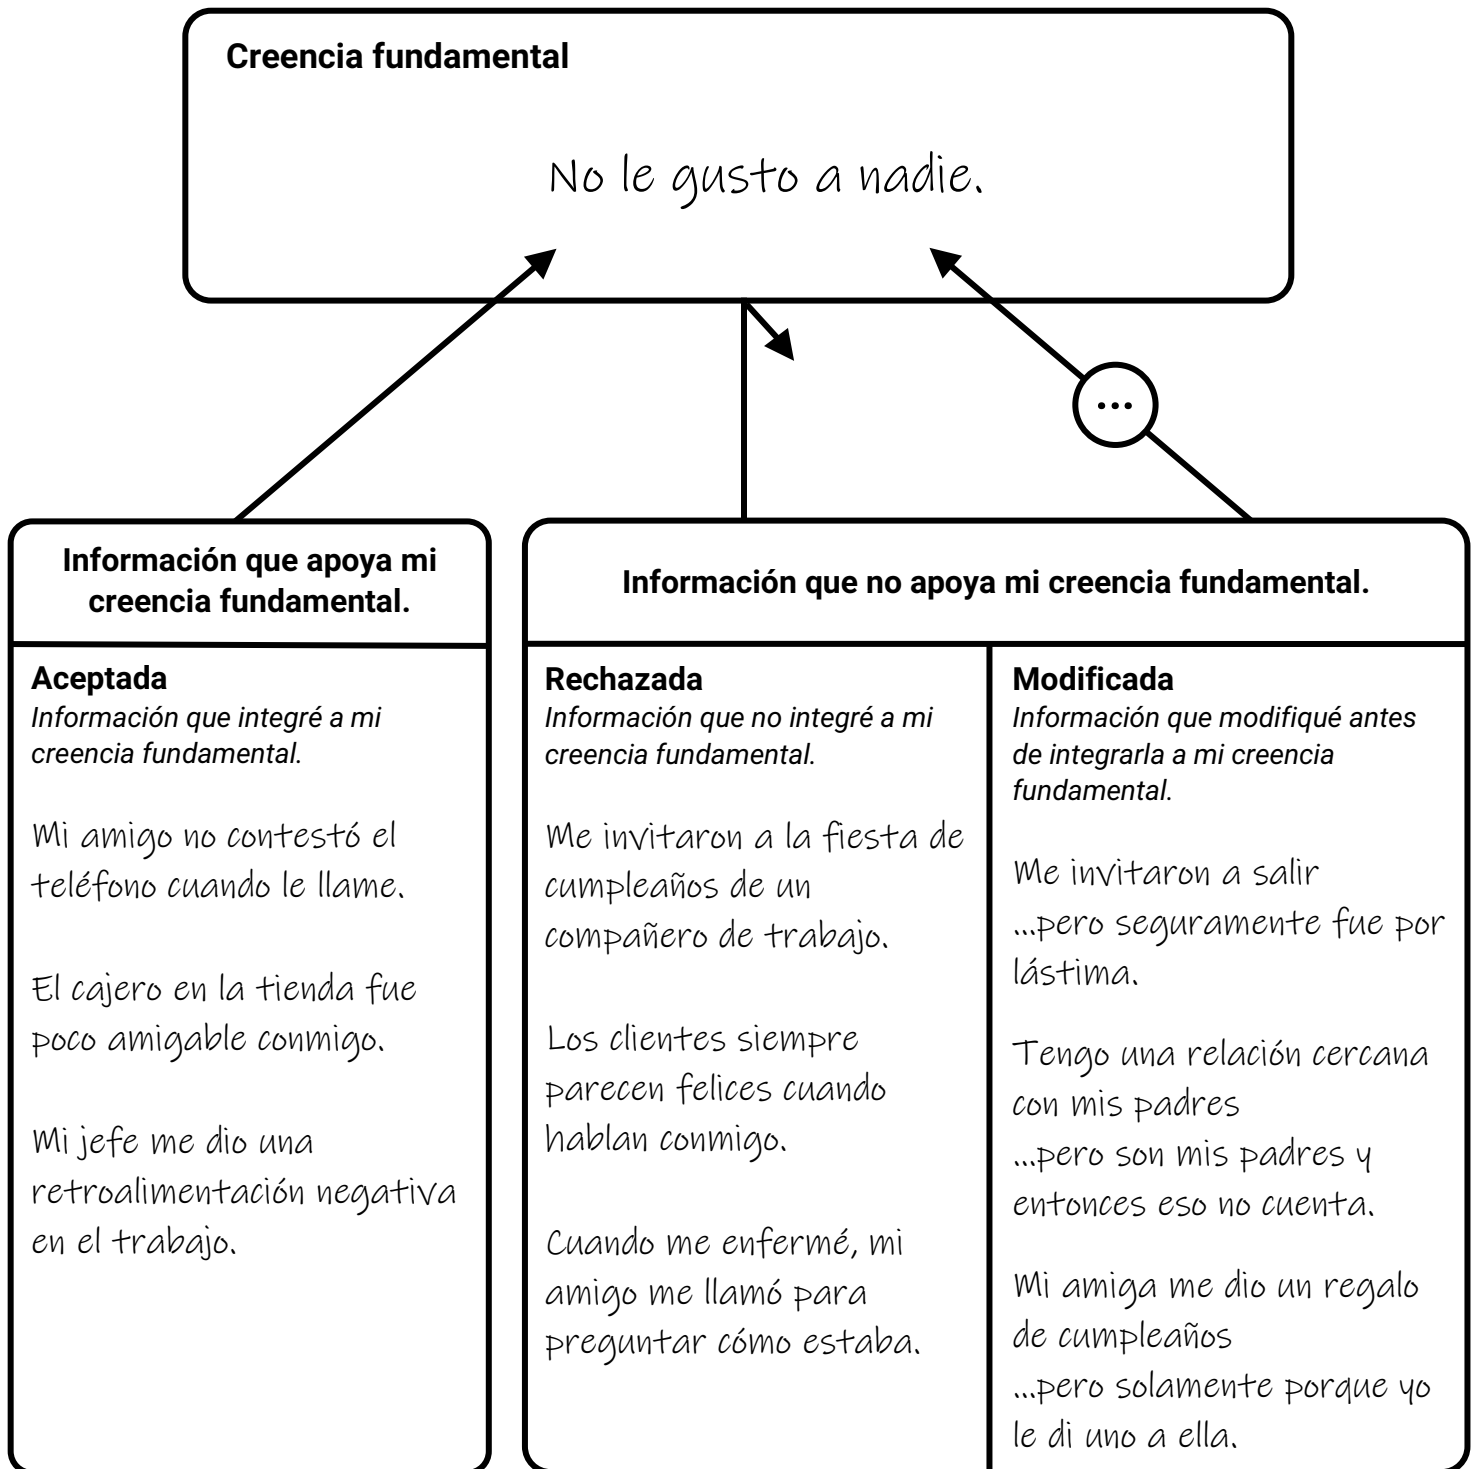 Creencia fundamental
No le gusto a nadie.
...
Información que apoya mi
creencia fundamental.
Aceptada
Información que integré a mi
creencia fundamental.
Mi amigo no contestó el
teléfono cuando le llame.
El cajero en la tienda fue
poco amigable conmigo.
Mi jefe me dio una
retroalimentación negativa
en el trabajo.
Información que no apoya mi creencia fundamental.
Rechazada
Información que no integré a mi
creencia fundamental.
Me invitaron a la fiesta de
cumpleaños de un
compañero de trabajo.
Los clientes siempre
parecen felices cuando
hablan conmigo.
Cuando me enfermé, mi
amigo me llamó para
preguntar cómo estaba.
Modificada
Información que modifiqué antes
de integrarla a mi creencia
fundamental.
Me invitaron a salir
...pero seguramente fue por
lástima.
Tengo una relación cercana
con mis padres
...pero son mis padres y
entonces eso no cuenta.
Mi amiga me dio un regalo
de cumpleaños
...pero solamente porque yo
le di uno a ella.